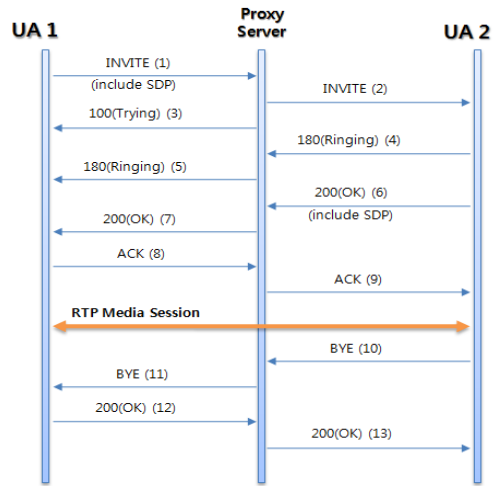 UA 1
Proxy
Server
UA 2
INVITE (1)
(include SDP)
INVITE (2)
100(Trying) (3)
180(Ringing) (4)
180(Ringing) (5)
200(OK) (6)
(include SDP)
200(OK) (7)
ACK (8)
ACK (9)
RTP Media Session
BYE (10)
BYE (11)
200(OK) (12)
200(OK) (13)